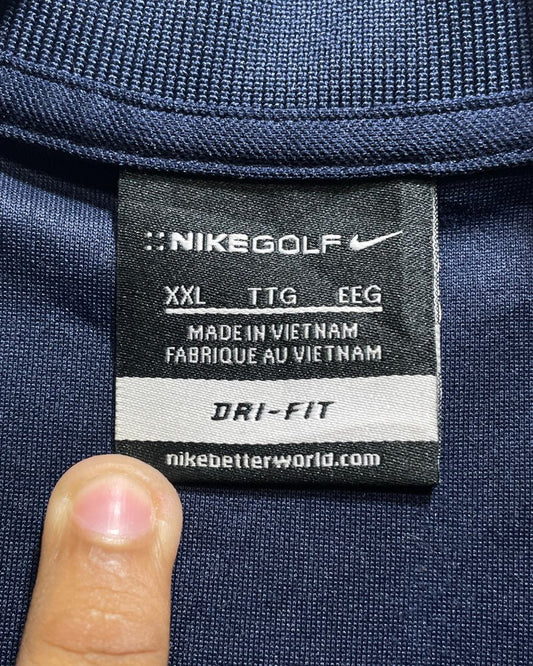 NIKEGOLF
XXL TTG EEG
MADE IN VIETNAM
FABRIQUE AU VIETNAM
DRI-FIT
nikebetterworld.com